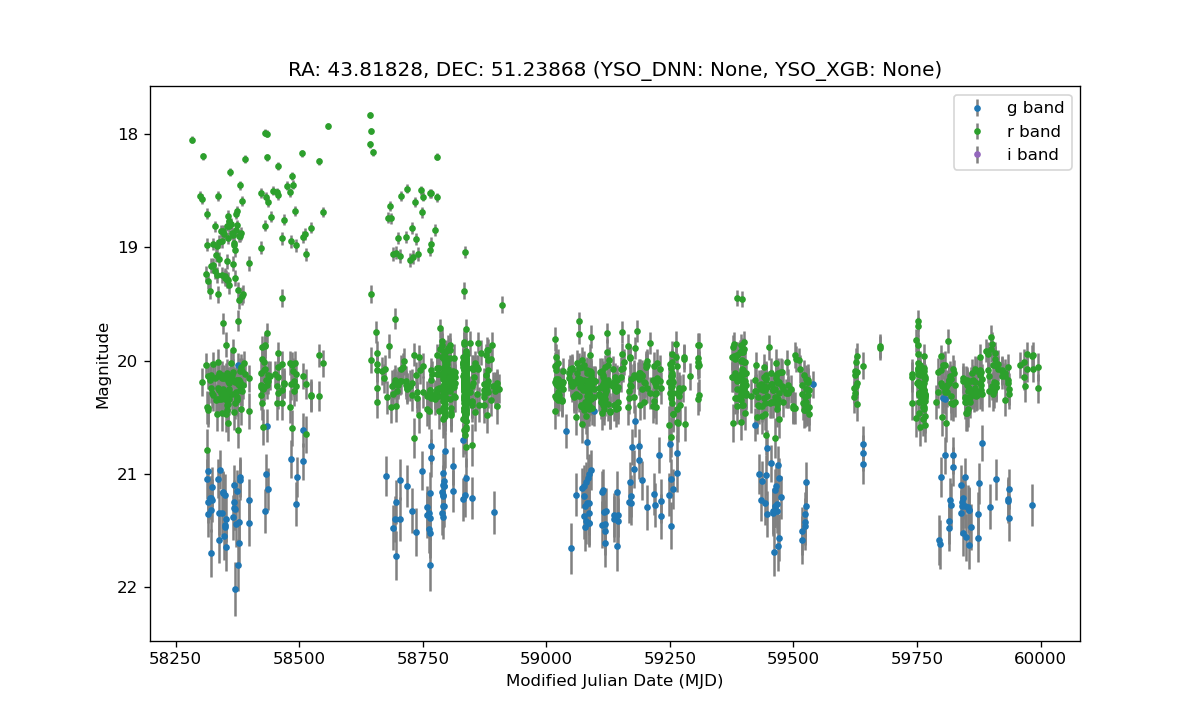 RA: 43.81828, DEC: 51.23868 (YSO_DNN: None, YSO_XGB: None)
g band
r band
i band
18
19
20
21
22
Magnitude
58250 58500 58750 59000 59250 59500 59750 60000
Modified Julian Date (MJD)